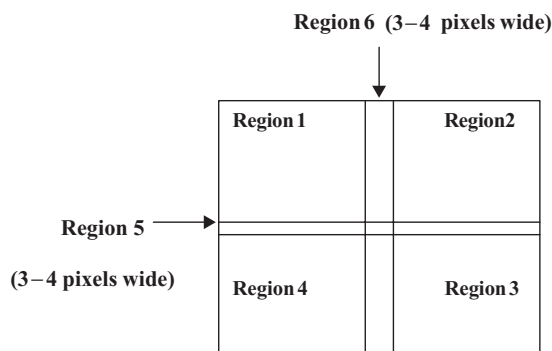 Region 6 (3–4 pixels wide)
Region 1
Region2
Region 5
(3–4 pixels wide)
Region 4
Region 3